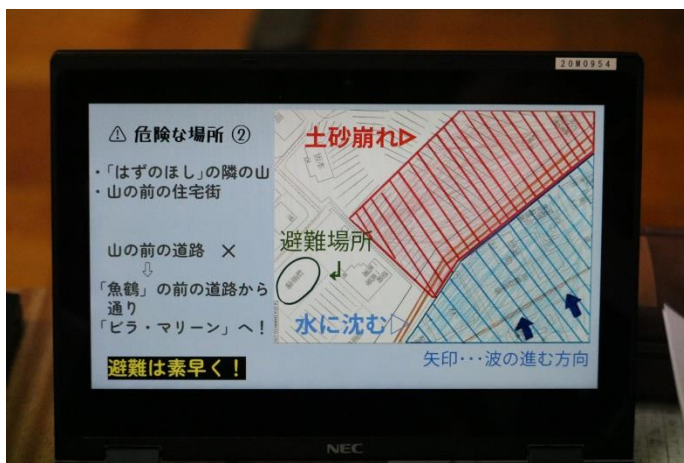 20M0954
⚠ 危険な場所 ②
・「はずのほし」の隣の山
・山の前の住宅街
山の前の道路 ×
⇩
「魚鶴」の前の道路から
通り
「ビラ・マリーン」へ!
避難は素早く!
土砂崩れ▷
避難場所
↲
水に沈む▷
矢印・・・波の進む方向
NEC